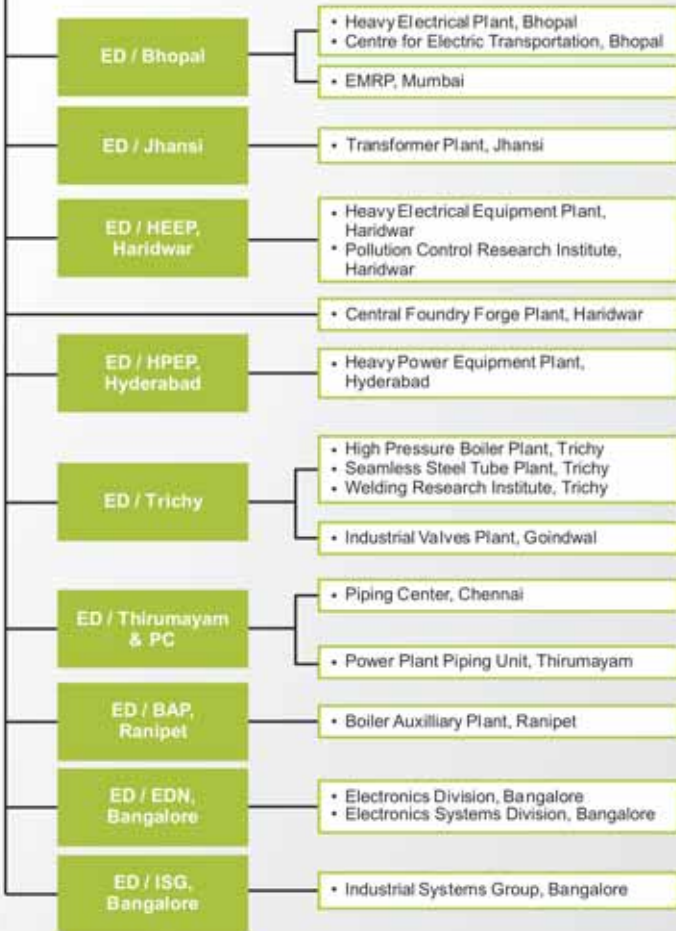 ED / Bhopal
• Heavy Electrical Plant, Bhopal
• Centre for Electric Transportation, Bhopal
• EMRP, Mumbai
ED / Jhansi
• Transformer Plant, Jhansi
ED / HEEP,
Haridwar
• Heavy Electrical Equipment Plant,
Haridwar
• Pollution Control Research Institute,
Haridwar
• Central Foundry Forge Plant, Haridwar
ED / HPEP,
Hyderabad
• Heavy Power Equipment Plant,
Hyderabad
ED / Trichy
• High Pressure Boiler Plant, Trichy
• Seamless Steel Tube Plant, Trichy
• Welding Research Institute, Trichy
• Industrial Valves Plant, Goindwal
ED / Thirumayam
& PC
• Piping Center, Chennai
• Power Plant Piping Unit, Thirumayam
ED / BAP,
Ranipet
• Boiler Auxilliary Plant, Ranipet
ED / EDN,
Bangalore
• Electronics Division, Bangalore
• Electronics Systems Division, Bangalore
ED / ISG,
Bangalore
• Industrial Systems Group, Bangalore